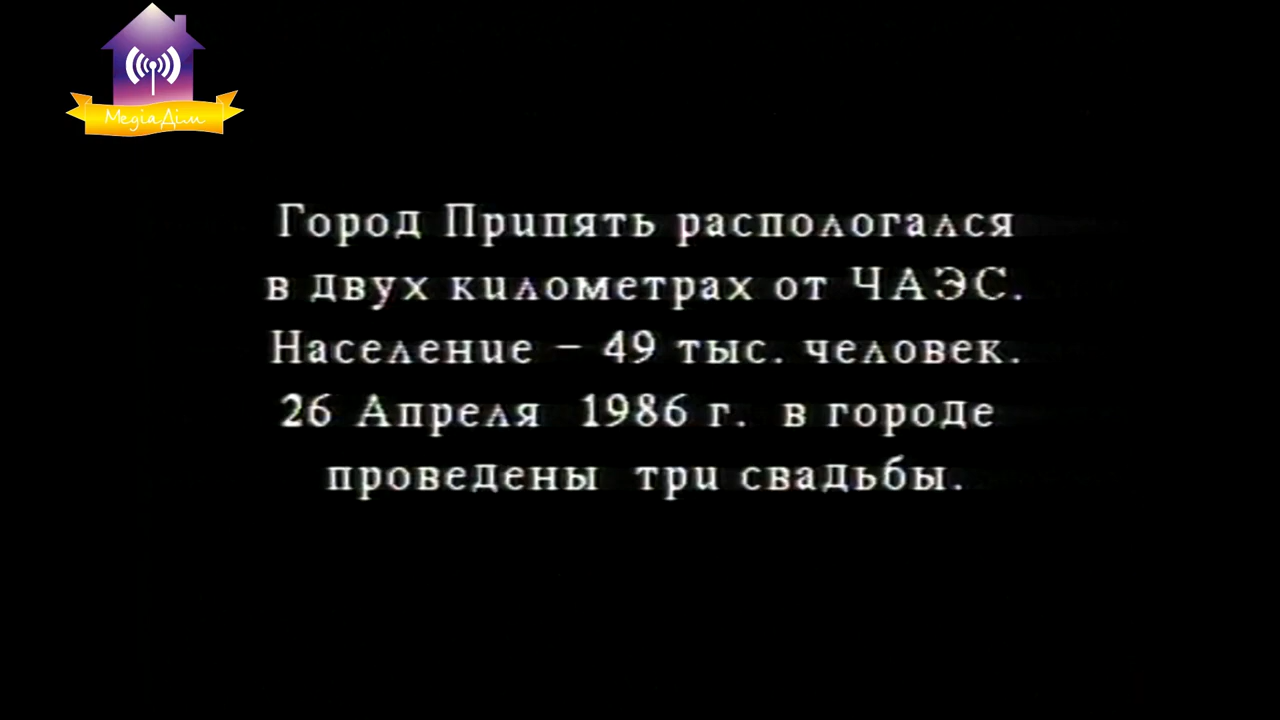 МедіаДім
Город Припять распологался
в двух километрах от ЧАЭС.
Население – 49 тыс. человек.
26 Апреля 1986 г. в городе
проведены три свадьбы.